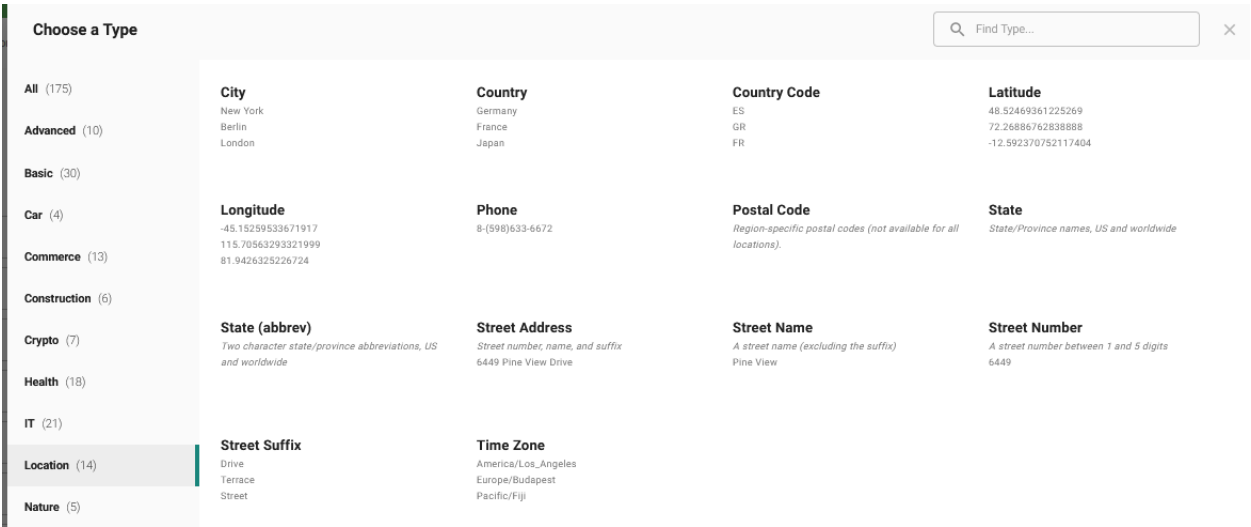 Choose a Type
Find Type...
All (175)
Advanced (10)
Basic (30)
Car (4)
Commerce (13)
Construction (6)
Crypto (7)
Health (18)
IT (21)
Location (14)
Nature (5)
City
New York
Berlin
London
Country
Germany
France
Japan
Country Code
ES
GR
FR
Latitude
48.52469361225269
72.26886762838888
-12.592370752117404
Longitude
-45.15259533671917
115.70563293321999
81.9426325226724
Phone
8-(598)633-6672
Postal Code
Region-specific postal codes (not available for all
locations).
State
State/Province names, US and worldwide
State (abbrev)
Two character state/province abbreviations, US
and worldwide
Street Address
Street number, name, and suffix
6449 Pine View Drive
Street Name
A street name (excluding the suffix)
Pine View
Street Number
A street number between 1 and 5 digits
6449
Street Suffix
Drive
Terrace
Street
Time Zone
America/Los_Angeles
Europe/Budapest
Pacific/Fiji